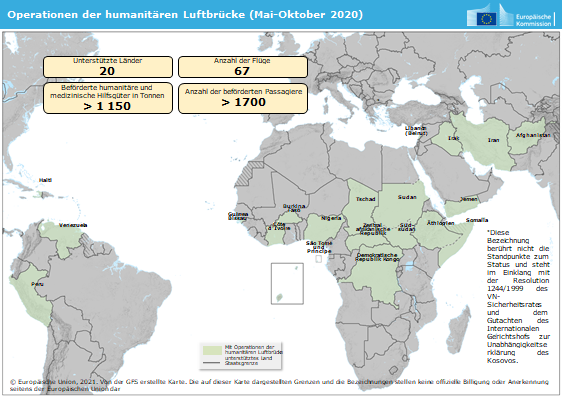 Operationen der humanitären Luftbrücke (Mai-Oktober 2020)
Europäische
Kommission
Unterstützte Länder
20
Anzahl der Flüge
67
Beförderte humanitäre und
medizinische Hilfsgüter in Tonnen
> 1 150
Anzahl der beförderten Passagiere
> 1700
Libanon
(Beirut)
Irak
Iran
Afghanistan
Haiti
Venezuela
Peru
Guinea
Bissau
Burkina
Faso
Côte
d´Ivoire
Nigeria
Tschad
Sudan
Jemen
Zentral
afrikanische
Republik
Süd-
sudan
Äthiopien
Somalia
São Tomé
und
Príncipe
Demokratische
Republik Kongo
"Diese
Bezeichnung
berührt nicht die
Standpunkte zum
Status und steht
im Einklang mit
der Resolution
1244/1999 des
VN-
Sicherheitsrates
und dem
Gutachten des
Internationalen
Gerichtshofs zur
Unabhängigkeitse
rklärung des
Kosovos.
Mit Operationen der
humanitären Luftbrücke
unterstütztes Land
Staatsgrenze
© Europäische Union, 2021. Von der GFS erstellte Karte. Die auf dieser Karte dargestellten Grenzen und die Bezeichnungen stellen keine offizielle Billigung oder Anerkennung
seitens der Europäischen Union dar